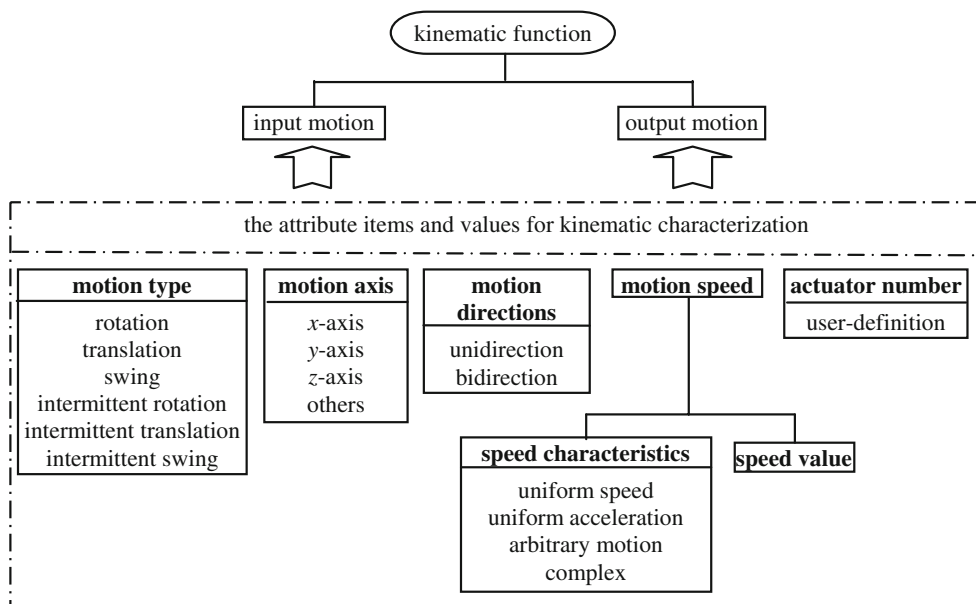 kinematic function
input motion
output motion
the attribute items and values for kinematic characterization
motion type
rotation
translation
swing
intermittent rotation
intermittent translation
intermittent swing
motion axis
x-axis
y-axis
z-axis
others
motion
directions
unidirection
bidirection
motion speed
speed characteristics
uniform speed
uniform acceleration
arbitrary motion
complex
speed value
actuator number
user-definition